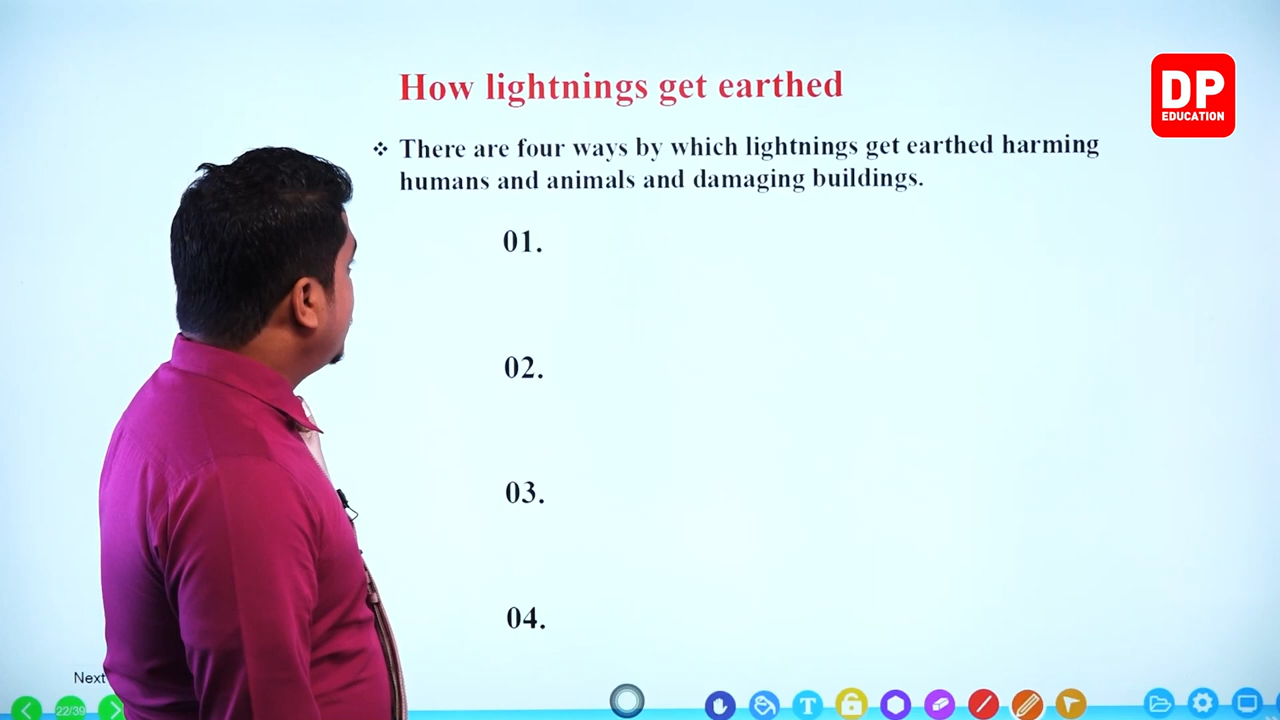 How lightnings get earthed
DP
EDUCATION
❖ There are four ways by which lightnings get earthed harming
humans and animals and damaging buildings.
01.
02.
03.
04.
Next
22/39
T